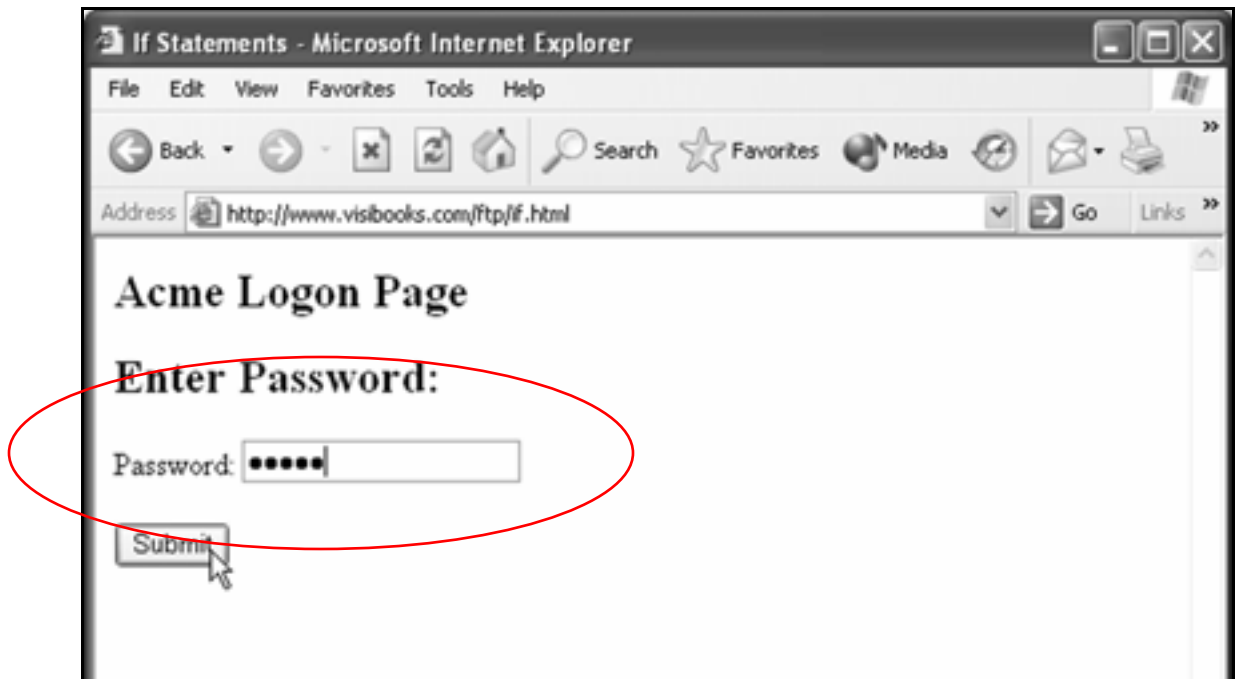 If Statements - Microsoft Internet Explorer
File Edit View Favorites Tools Help
Back Search Favorites Media »
Address http://www.visibooks.com/ftp/if.html Go Links »
Acme Logon Page
Enter Password:
Password: •••••
Submit